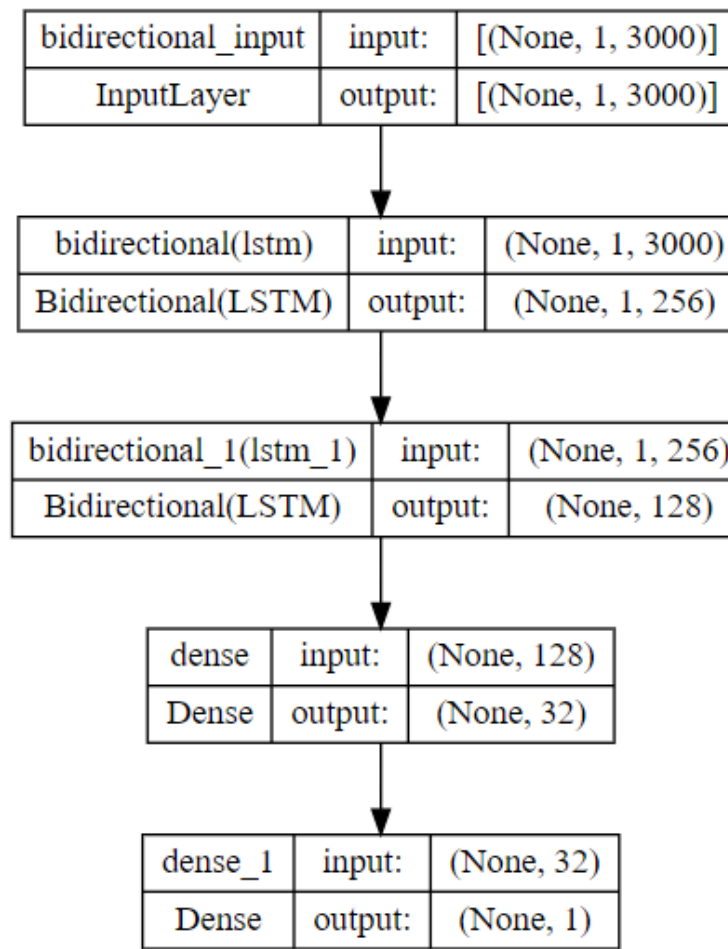 bidirectional_input input: [(None, 1, 3000)]
InputLayer output: [(None, 1, 3000)]
bidirectional(lstm) input: (None, 1, 3000)
Bidirectional(LSTM) output: (None, 1, 256)
bidirectional_1(lstm_1) input: (None, 1, 256)
Bidirectional(LSTM) output: (None, 128)
dense input: (None, 128)
Dense output: (None, 32)
dense_1 input: (None, 32)
Dense output: (None, 1)